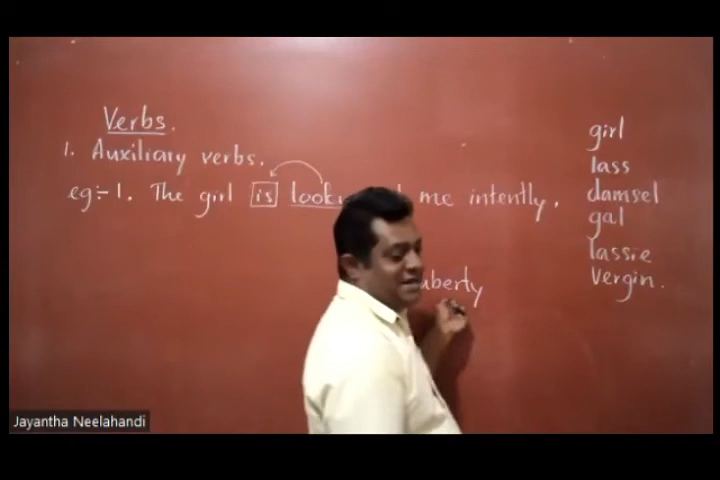 Verbs.
1. Auxiliary verbs.
eg:- 1. The girl is look me intently.
uberty
girl
lass
damsel
gal
lassie
vergin.
Jayantha Neelahandi